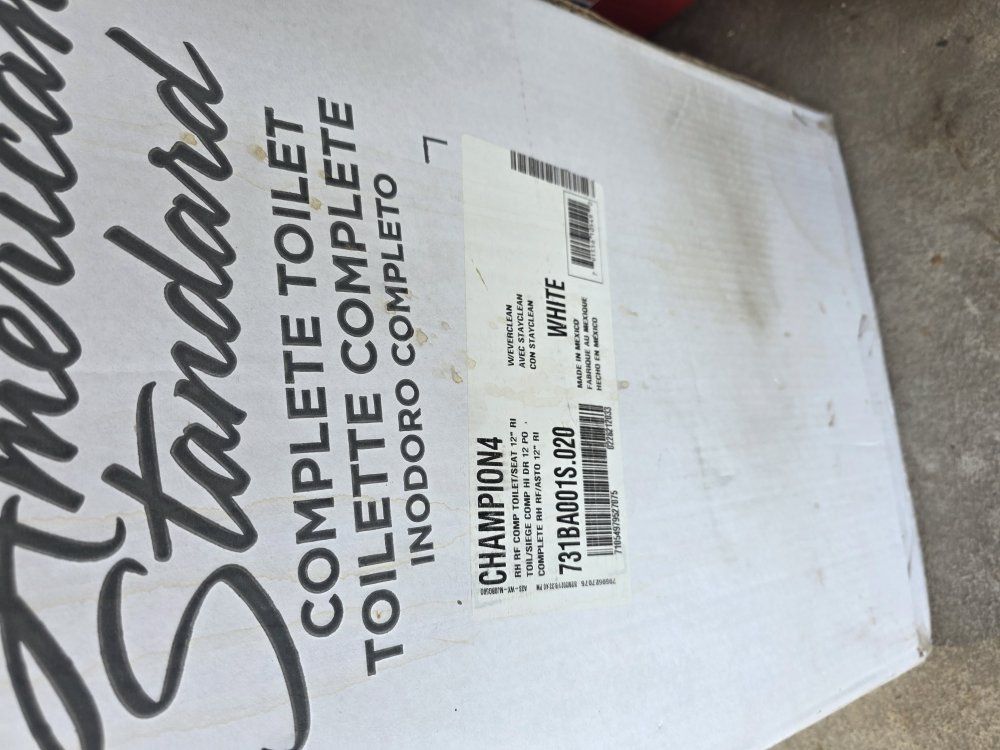 American
Standard
COMPLETE TOILET
TOILETTE COMPLETE
INODORO COMPLETO
CHAMPION4
RH RF COMP TOILET/SEAT 12" RI
TOIL/SIEGE COMP HI DR 12 PO
COMPLETE RH RF/ASTO 12" RI
W/EVERCLEAN
AVEC STAYCLEAN
CON STAYCLEAN
731BA001S.020
WHITE
MADE IN MEXICO
FABRIQUE AU MEXIQUE
HECHO EN MEXICO